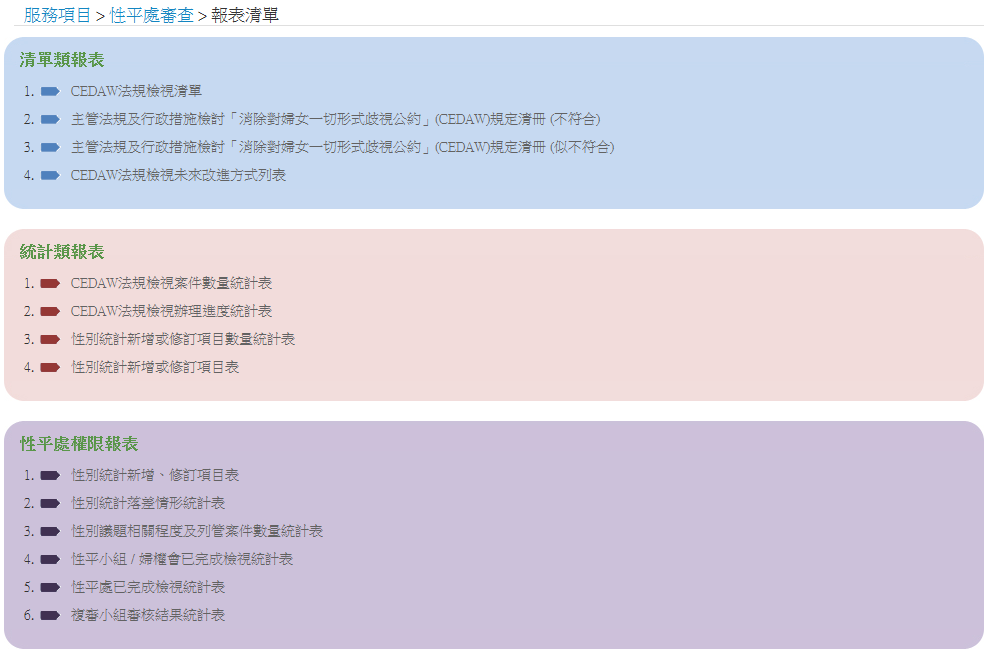 服務項目 > 性平處審查 > 報表清單
清單類報表
1. CEDAW法規檢視清單
2. 主管法規及行政措施檢討「消除對婦女一切形式歧視公約」(CEDAW)規定清冊 (不符合)
3. 主管法規及行政措施檢討「消除對婦女一切形式歧視公約」(CEDAW)規定清冊 (似不符合)
4. CEDAW法規檢視未來改進方式列表
統計類報表
1. CEDAW法規檢視案件數量統計表
2. CEDAW法規檢視辦理進度統計表
3. 性別統計新增或修訂項目數量統計表
4. 性別統計新增或修訂項目表
性平處權限報表
1. 性別統計新增、修訂項目表
2. 性別統計落差情形統計表
3. 性別議題相關程度及列管案件數量統計表
4. 性平小組 / 婦權會已完成檢視統計表
5. 性平處已完成檢視統計表
6. 複審小組審核結果統計表